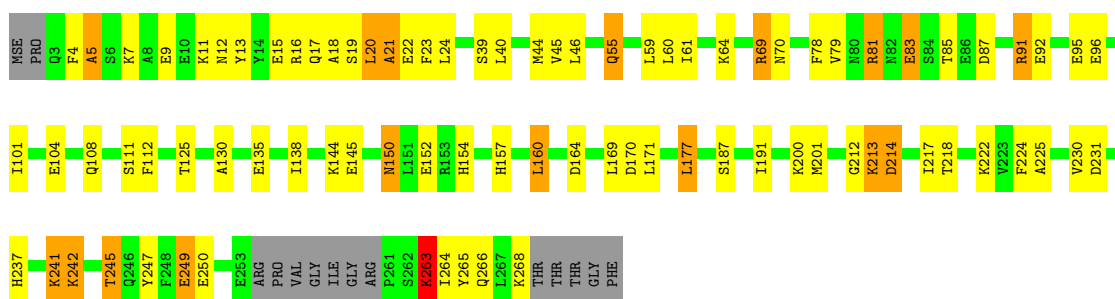 MSE PRO Q3 F4 A5 S6 K7 A8 E9 E10 K11 N12 Y13 Y14 E15 R16 Q17 A18 S19 L20 A21 E22 F23 L24 S39 L40 M44 V45 L46 Q55 L59 L60 I61 K64 R69 N70 F78 V79 N80 R81 N82 E83 S84 T85 E86 D87 R91 E92 E95 E96
I101 E104 Q108 S111 F112 T125 A130 E135 I138 K144 E145 N150 L151 E152 R153 H154 H157 L160 D164 L169 D170 L171 L177 S187 I191 K200 M201 G212 K213 D214 I217 T218 K222 V223 F224 A225 V230 D231
H237 K241 K242 T245 Q246 Y247 F248 E249 E250 E253 ARG PRO VAL GLY ILE GLY ARG P261 S262 K263 I264 Y265 Q266 L267 K268 THR THR THR GLY PHE